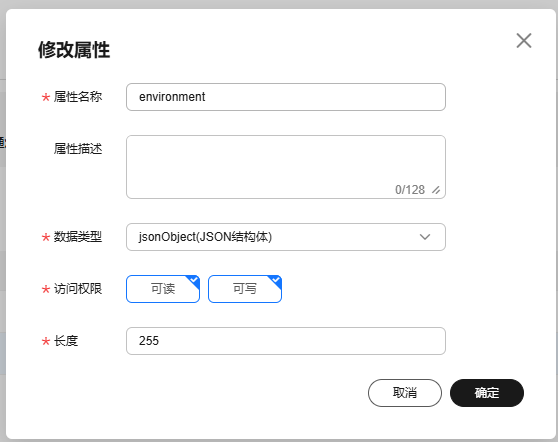 修改属性
* 属性名称 environment
属性描述
0/128
* 数据类型 jsonObject(JSON结构体)
* 访问权限 可读 可写
* 长度 255
取消 确定